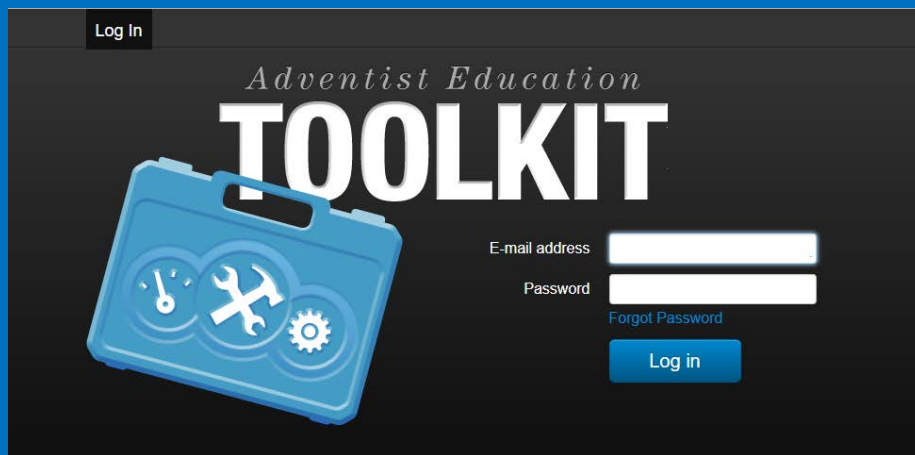 Log In
Adventist Education
TOOLKIT
E-mail address
Password
Forgot Password
Log in